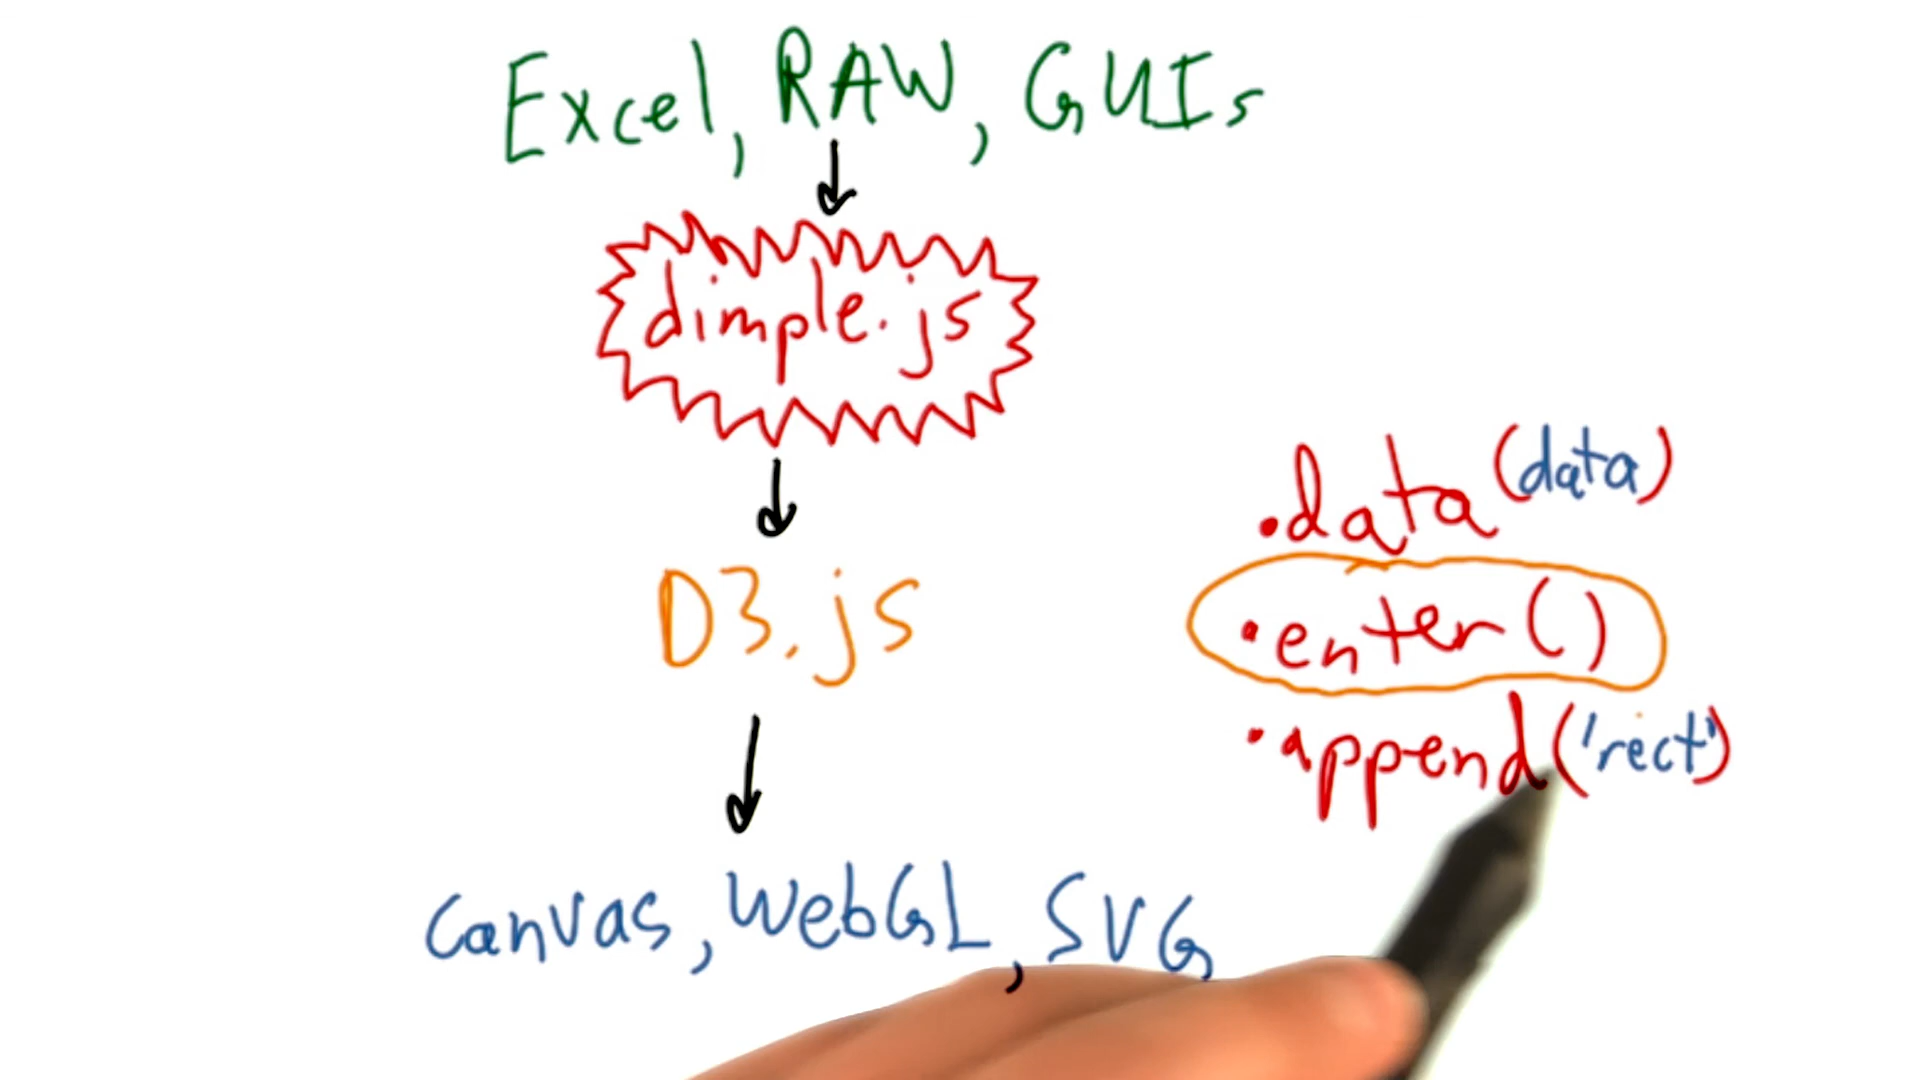 Excel, RAW, GUIs
dimple.js
D3.js
Canvas, WebGL, SVG
.data(data)
.enter()
.append('rect')